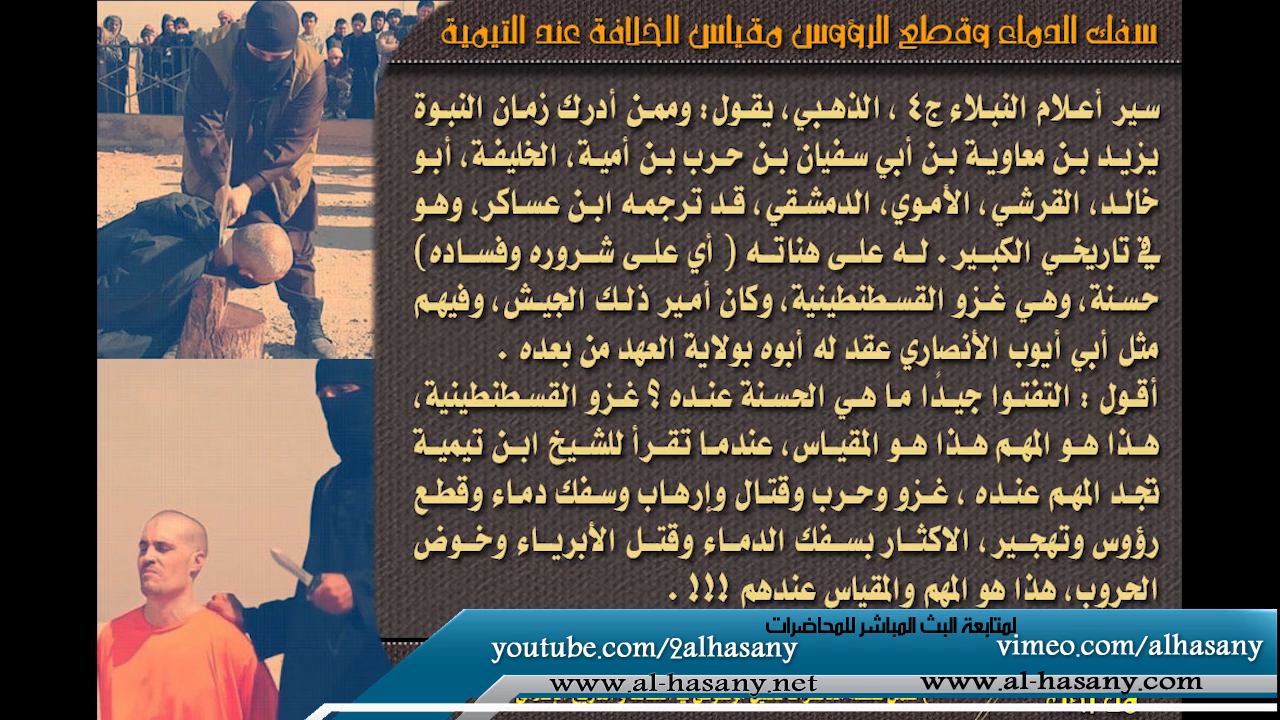 سفك الدماء وقطع الرؤوس مقياس الخلافة عند التيمية
سير أعلام النبلاء ج٤ ، الذهبي، يقول: وممن أدرك زمان النبوة
يزيد بن معاوية بن أبي سفيان بن حرب بن أمية، الخليفة، أبو
خالد، القرشي، الأموي، الدمشقي، قد ترجمه ابن عساكر، وهو
في تاريخي الكبير. له على هناته ( أي على شروره وفساده)
حسنة، وهي غزو القسطنطينية، وكان أمير ذلك الجيش، وفيهم
مثل أبي أيوب الأنصاري عقد له أبوه بولاية العهد من بعده .
أقول : التفتوا جيدًا ما هي الحسنة عنده ؟ غزو القسطنطينية،
هذا هو المهم هذا هو المقياس، عندما تقرأ للشيخ ابن تيمية
تجد المهم عنده ، غزو وحرب وقتال وإرهاب وسفك دماء وقطع
رؤوس وتهجير، الاكثار بسفك الدماء وقتل الأبرياء وخوض
الحروب، هذا هو المهم والمقياس عندهم !!! .
لمتابعة البث المباشر للمحاضرات
youtube.com/2alhasany
vimeo.com/alhasany
www.al-hasany.net
www.al-hasany.com